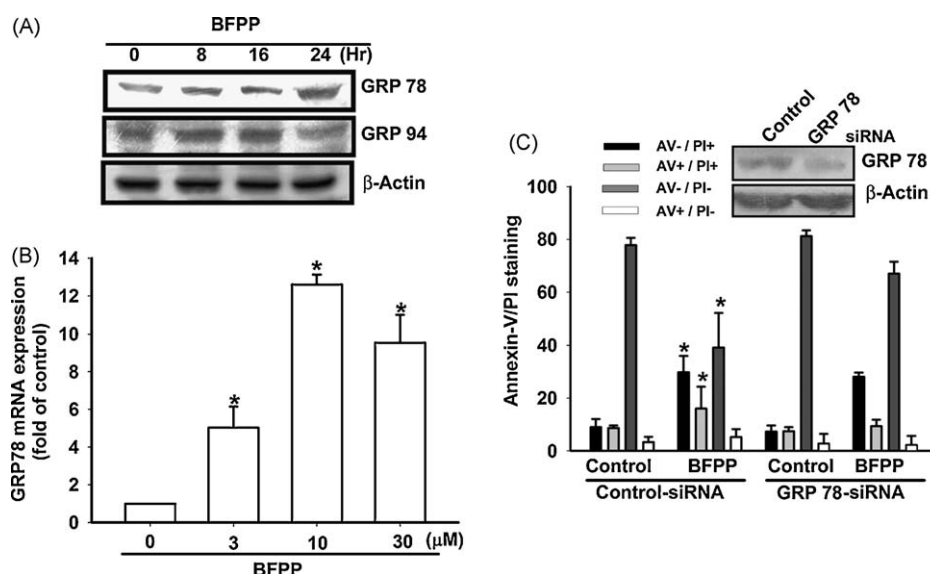 (A)
BFPP
0 8 16 24 (Hr)
GRP 78
GRP 94
β-Actin
(B)
GRP78 mRNA expression
(fold of control)
14
12
10
8
6
4
2
0
*
*
*
0 3 10 30 (μM)
BFPP
(C)
AV- / PI+
AV+ / PI+
AV- / PI-
AV+ / PI-
Control GRP 78 siRNA
GRP 78
β-Actin
Annexin-V/PI staining
100
80
60
40
20
0
*
*
*
Control BFPP Control BFPP
Control-siRNA GRP 78-siRNA